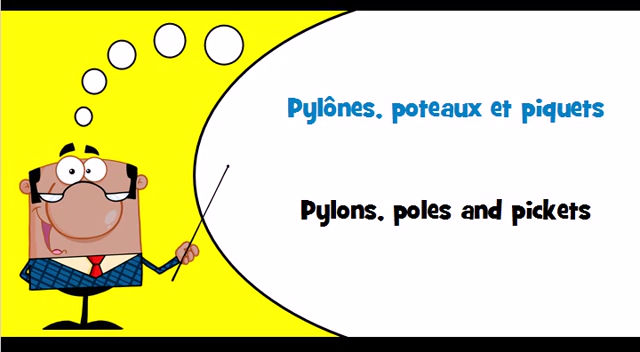 Pylônes, poteaux et piquets
Pylons, poles and pickets